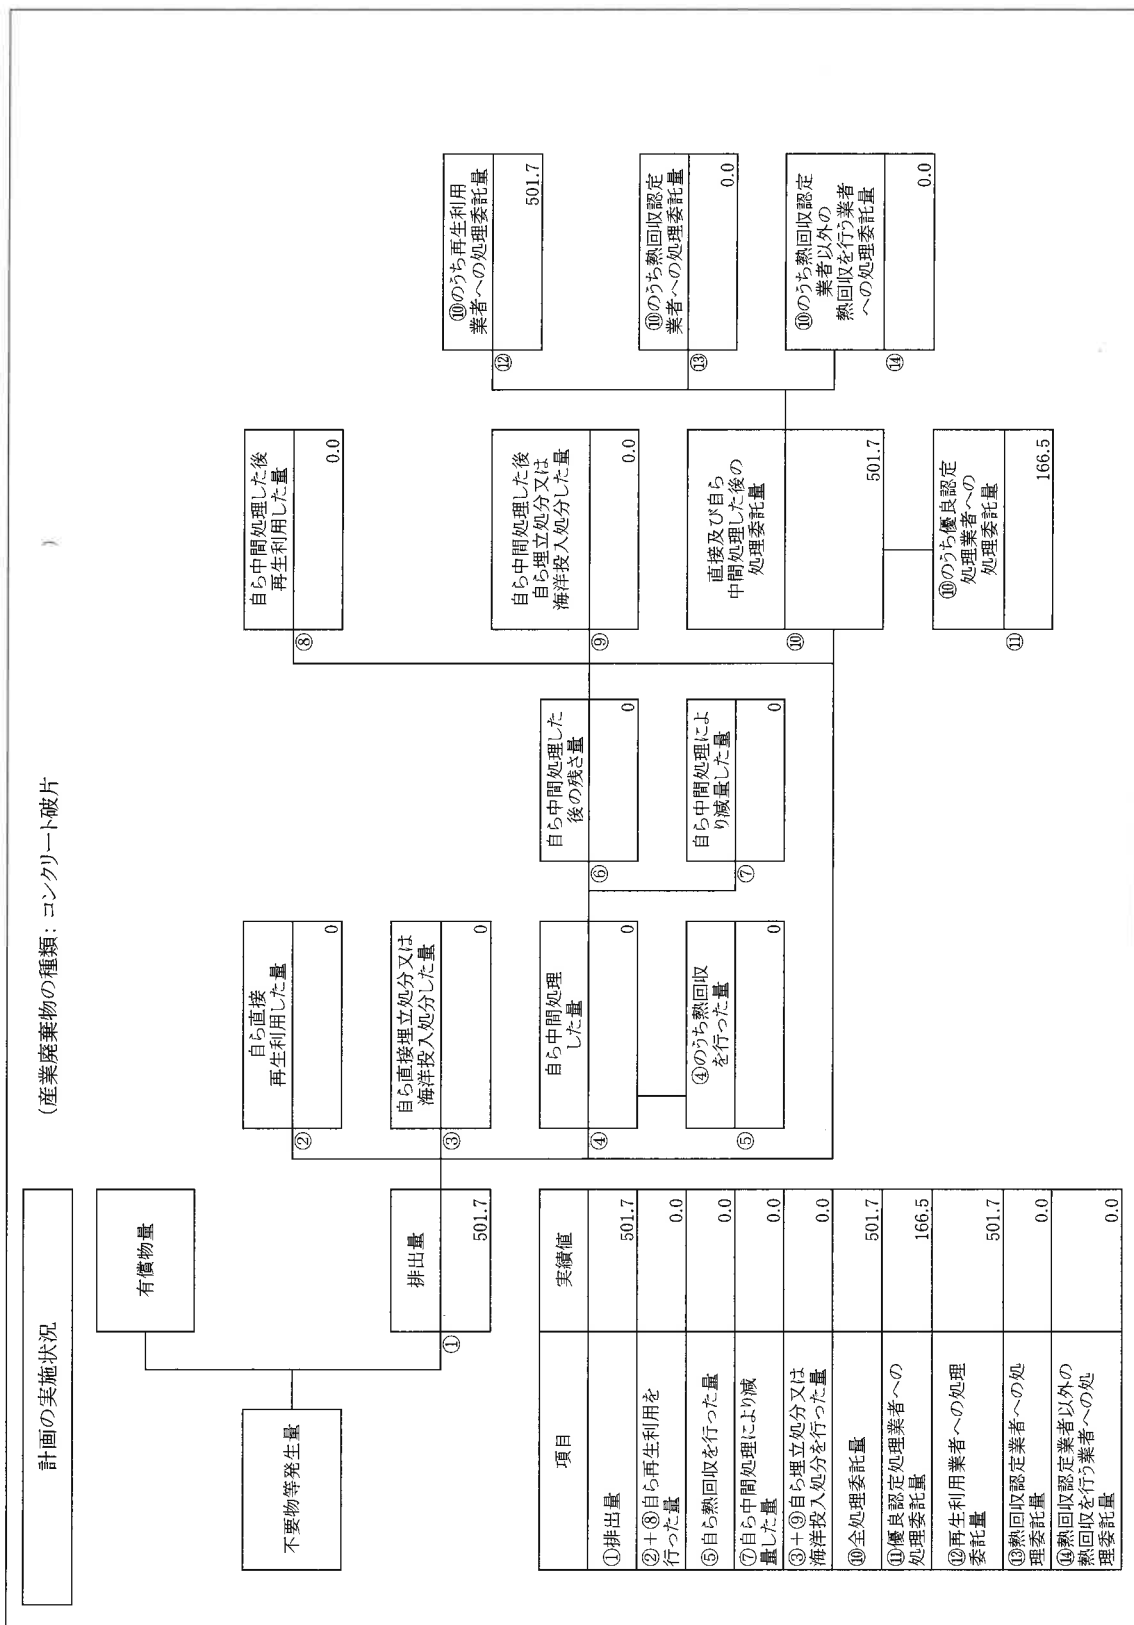 計画の実施状況
(産業廃棄物の種類: コンクリート破片
)
不要物等発生量
有償物量
排出量
①
501.7
自ら直接
再生利用した量
②
0
自ら直接埋立処分又は
海洋投入処分した量
③
0
自ら中間処理
した量
④
0
④のうち熱回収
を行った量
⑤
0
自ら中間処理した
後の残さ量
⑥
0
自ら中間処理によ
り減量した量
⑦
0
自ら中間処理した後
再生利用した量
⑧
0.0
自ら中間処理した後
自ら埋立処分又は
海洋投入処分した量
⑨
0.0
直接及び自ら
中間処理した後の
処理委託量
⑩
501.7
⑩のうち優良認定
処理業者への
処理委託量
⑪
166.5
⑩のうち再生利用
業者への処理委託量
⑫
501.7
⑩のうち熱回収認定
業者への処理委託量
⑬
0.0
⑩のうち熱回収認定
業者以外の
熱回収を行う業者
への処理委託量
⑭
0.0
項目 実績値
①排出量 501.7
②+⑧自ら再生利用を
行った量 0.0
⑤自ら熱回収を行った量 0.0
⑦自ら中間処理により減
量した量 0.0
③+⑨自ら埋立処分又は
海洋投入処分を行った量 0.0
⑩全処理委託量 501.7
⑪優良認定処理業者への
処理委託量 166.5
⑫再生利用業者への処理
委託量 501.7
⑬熱回収認定業者への処
理委託量 0.0
⑭熱回収認定業者以外の
熱回収を行う業者への処
理委託量 0.0